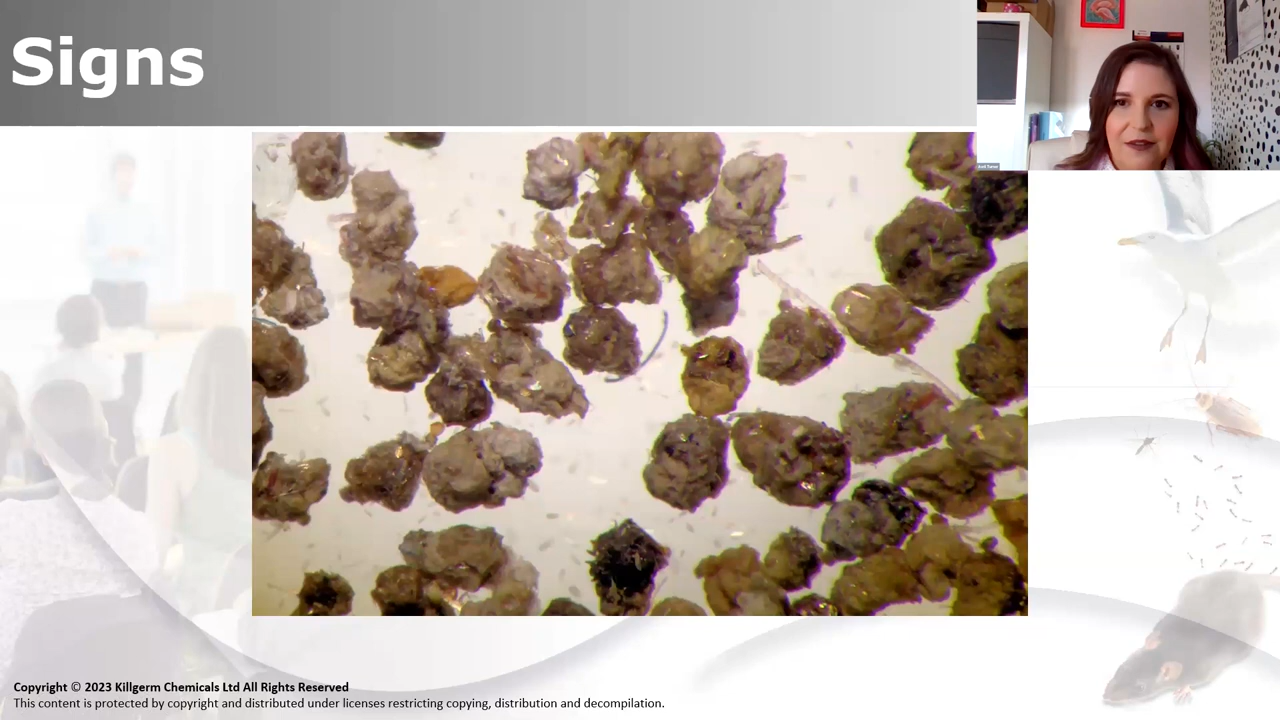 Signs
Copyright © 2023 Killgerm Chemicals Ltd All Rights Reserved
This content is protected by copyright and distributed under licenses restricting copying, distribution and decompilation.